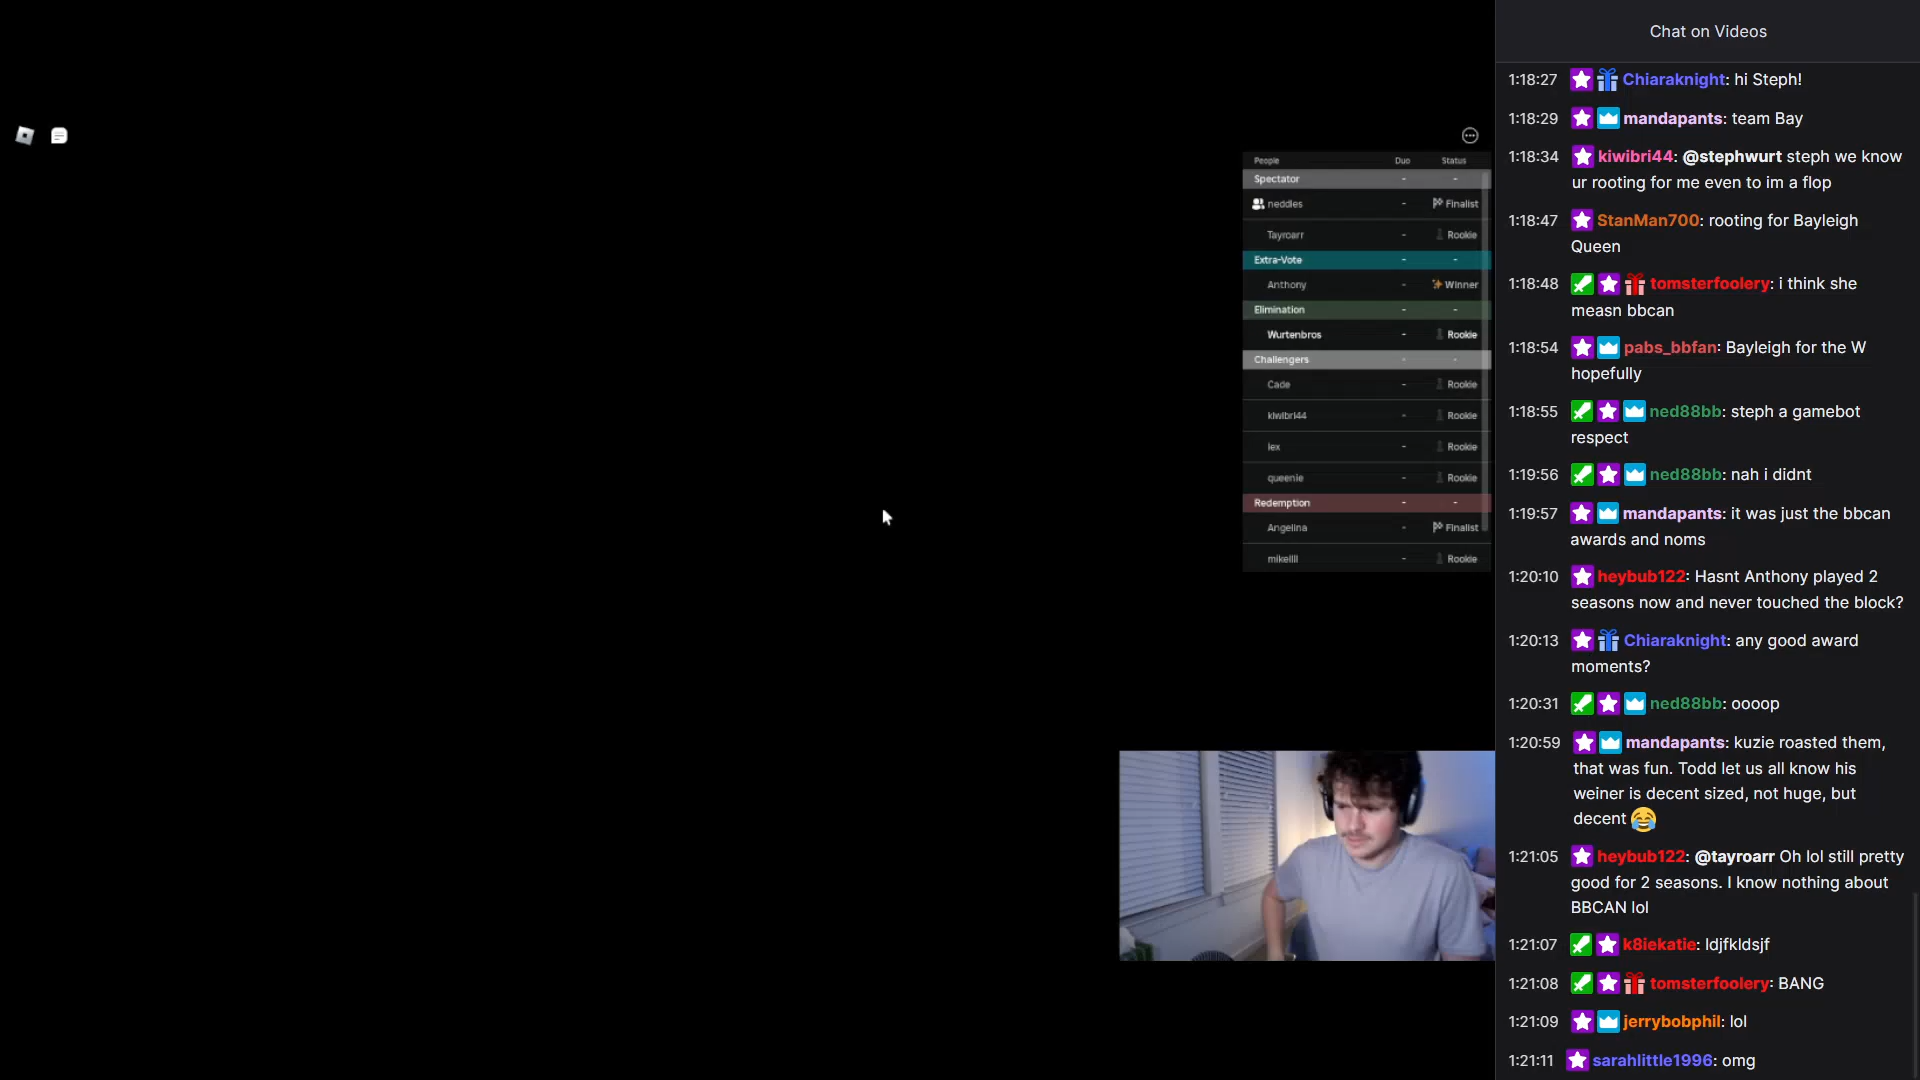 People Duo Status
Spectator - -
neddles - Finalist
Tayroarr - Rookie
Extra-Vote - -
Anthony - Winner
Elimination - -
Wurtenbros - Rookie
Challengers - -
Cade - Rookie
kiwibri44 - Rookie
lex - Rookie
queenie - Rookie
Redemption - -
Angelina - Finalist
- Rookie
Chat on Videos
1:18:27 Chiaraknight: hi Steph!
1:18:29 mandapants: team Bay
1:18:34 kiwibri44: @stephwurt steph we know
ur rooting for me even to im a flop
1:18:47 StanMan700: rooting for Bayleigh
Queen
1:18:48 tomsterfoolery: i think she
measn bbcan
1:18:54 pabs_bbfan: Bayleigh for the W
hopefully
1:18:55 ned88bb: steph a gamebot
respect
1:19:56 ned88bb: nah i didnt
1:19:57 mandapants: it was just the bbcan
awards and noms
1:20:10 heybub122: Hasnt Anthony played 2
seasons now and never touched the block?
1:20:13 Chiaraknight: any good award
moments?
1:20:31 ned88bb: oooop
1:20:59 mandapants: kuzie roasted them,
that was fun. Todd let us all know his
weiner is decent sized, not huge, but
decent 😂
1:21:05 heybub122: @tayroarr Oh lol still pretty
good for 2 seasons. I know nothing about
BBCAN lol
1:21:07 k8iekatie: ldjfkldsjf
1:21:08 tomsterfoolery: BANG
1:21:09 jerrybobphil: lol
1:21:11 sarahlittle1996: omg